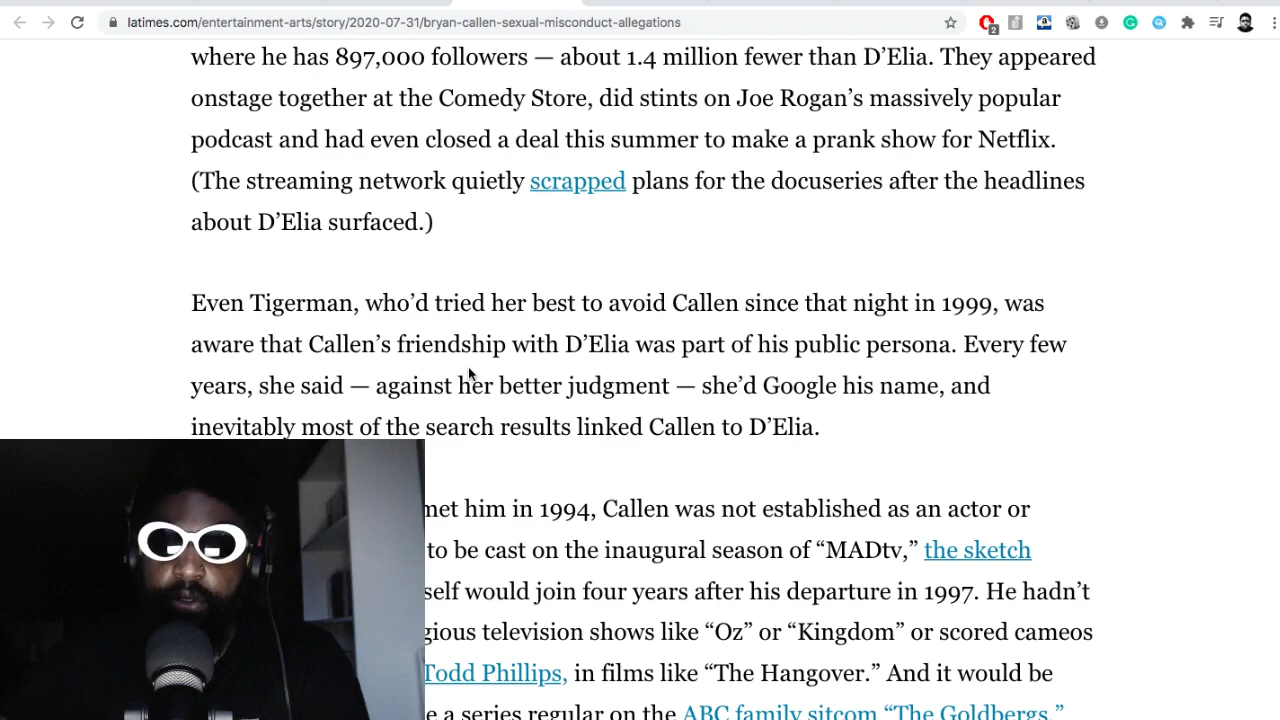 latimes.com/entertainment-arts/story/2020-07-31/bryan-callen-sexual-misconduct-allegations
2
where he has 897,000 followers — about 1.4 million fewer than D’Elia. They appeared
onstage together at the Comedy Store, did stints on Joe Rogan’s massively popular
podcast and had even closed a deal this summer to make a prank show for Netflix.
(The streaming network quietly scrapped plans for the docuseries after the headlines
about D’Elia surfaced.)
Even Tigerman, who’d tried her best to avoid Callen since that night in 1999, was
aware that Callen’s friendship with D’Elia was part of his public persona. Every few
years, she said — against her better judgment — she’d Google his name, and
inevitably most of the search results linked Callen to D’Elia.
met him in 1994, Callen was not established as an actor or
to be cast on the inaugural season of “MADtv,” the sketch
self would join four years after his departure in 1997. He hadn’t
gious television shows like “Oz” or “Kingdom” or scored cameos
Todd Phillips, in films like “The Hangover.” And it would be
e a series regular on the ABC family sitcom “The Goldbergs.”